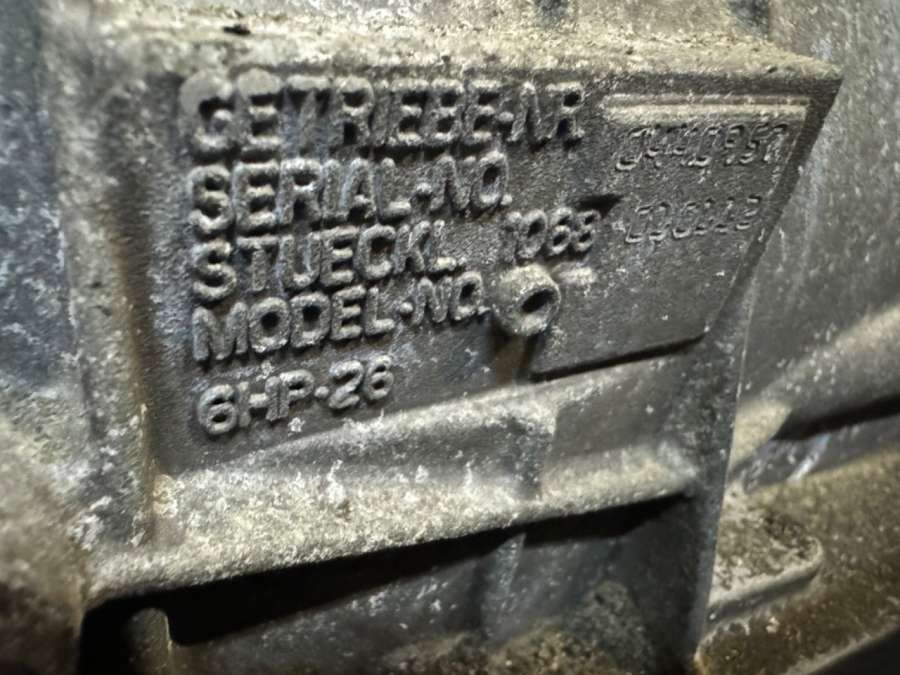 GETRIEBE-NR
SERIAL-NO.
STUECKL. 1068
MODEL-NO.
6HP-26